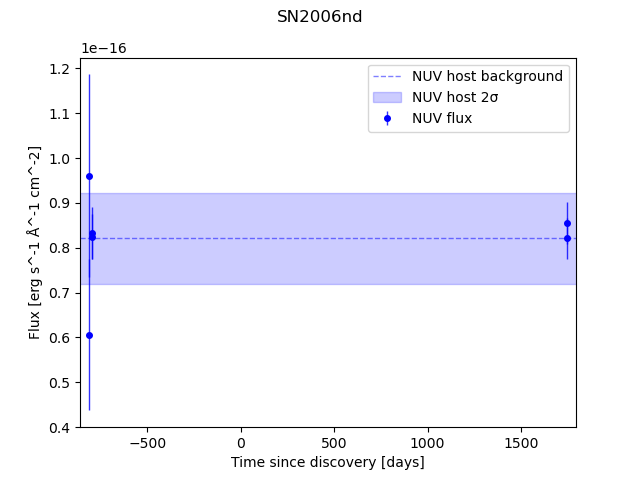 SN2006nd
1e−16
1.2
1.1
1.0
0.9
0.8
0.7
0.6
0.5
0.4
Flux [erg s^-1 Å^-1 cm^-2]
NUV host background
NUV host 2σ
NUV flux
−500
0
500
1000
1500
Time since discovery [days]